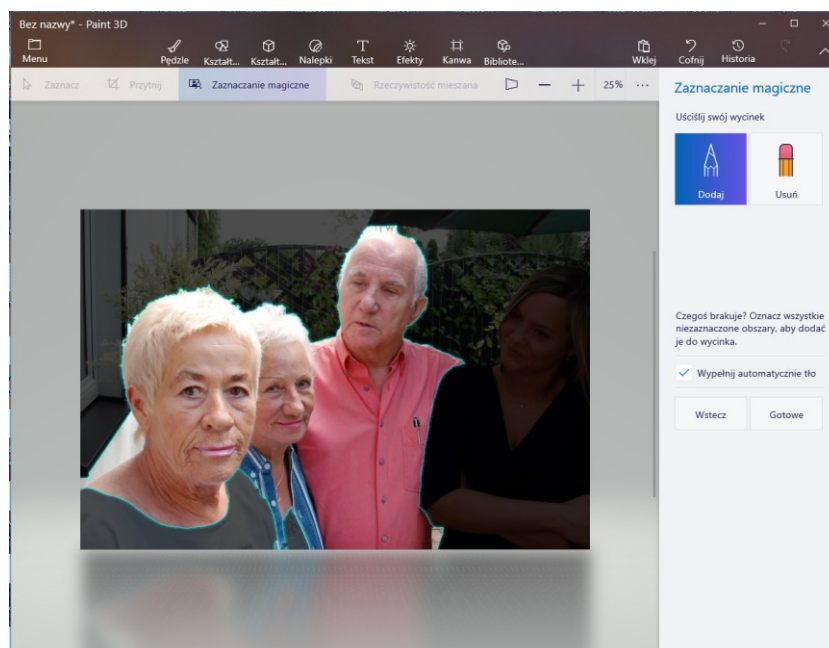 Bez nazwy* - Paint 3D
Menu
Pędzle
Kształt...
Kształt...
Nalepki
Tekst
Efekty
Kanwa
Bibliote...
Wklej
Cofnij
Historia
Zaznacz
Przytnij
Zaznaczanie magiczne
Rzeczywistość mieszana
25%
Zaznaczanie magiczne
Uściślij swój wycinek
Dodaj
Usuń
Czegoś brakuje? Oznacz wszystkie
niezaznaczone obszary, aby dodać
je do wycinka.
Wypełnij automatycznie tło
Wstecz
Gotowe